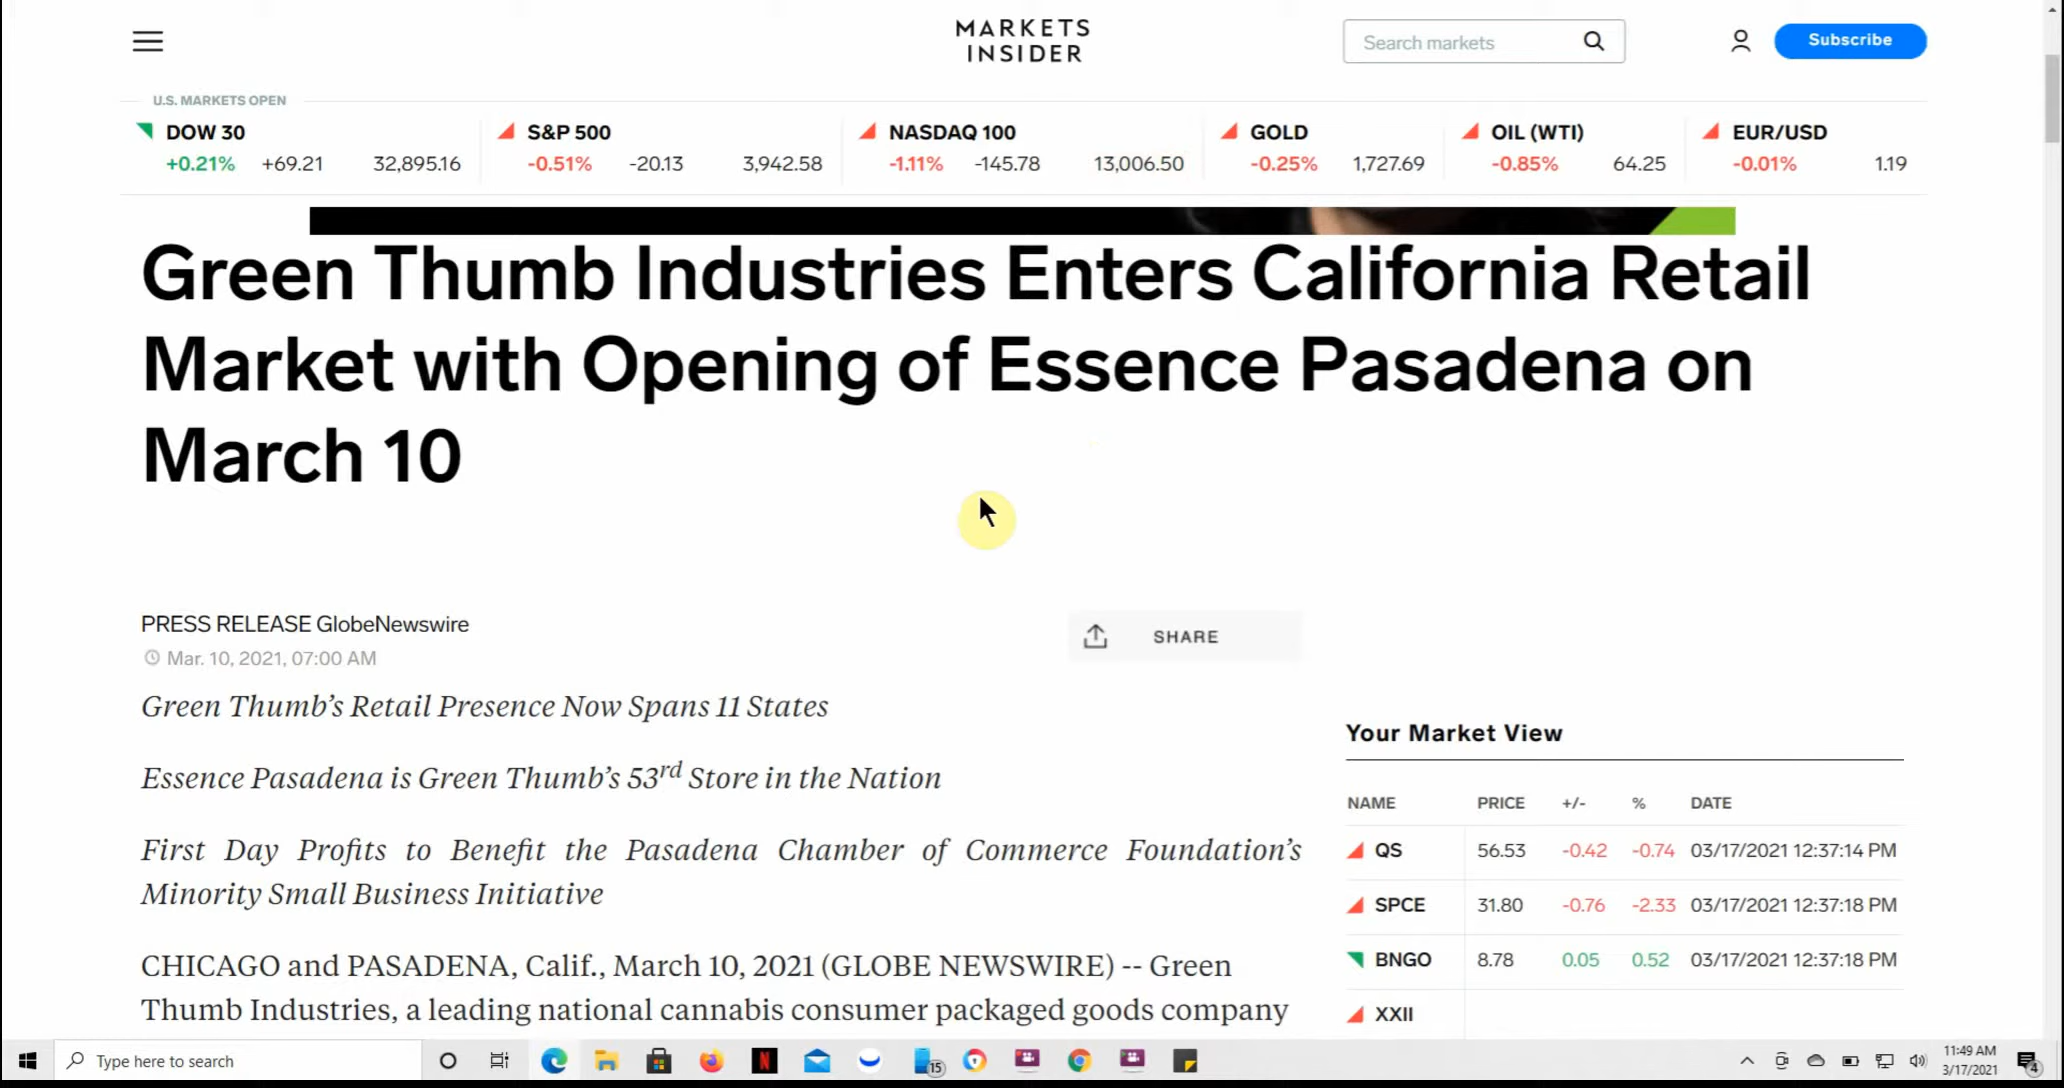 MARKETS
INSIDER
Search markets
Subscribe
U.S. MARKETS OPEN
DOW 30
+0.21% +69.21 32,895.16
S&P 500
-0.51% -20.13 3,942.58
NASDAQ 100
-1.11% -145.78 13,006.50
GOLD
-0.25% 1,727.69
OIL (WTI)
-0.85% 64.25
EUR/USD
-0.01% 1.19
Green Thumb Industries Enters California Retail
Market with Opening of Essence Pasadena on
March 10
PRESS RELEASE GlobeNewswire
Mar. 10, 2021, 07:00 AM
SHARE
Green Thumb’s Retail Presence Now Spans 11 States
Essence Pasadena is Green Thumb’s 53rd Store in the Nation
First Day Profits to Benefit the Pasadena Chamber of Commerce Foundation’s
Minority Small Business Initiative
CHICAGO and PASADENA, Calif., March 10, 2021 (GLOBE NEWSWIRE) -- Green
Thumb Industries, a leading national cannabis consumer packaged goods company
Your Market View
NAME PRICE +/- % DATE
QS 56.53 -0.42 -0.74 03/17/2021 12:37:14 PM
SPCE 31.80 -0.76 -2.33 03/17/2021 12:37:18 PM
BNGO 8.78 0.05 0.52 03/17/2021 12:37:18 PM
XXII
Type here to search
N
15
11:49 AM
3/17/2021
4